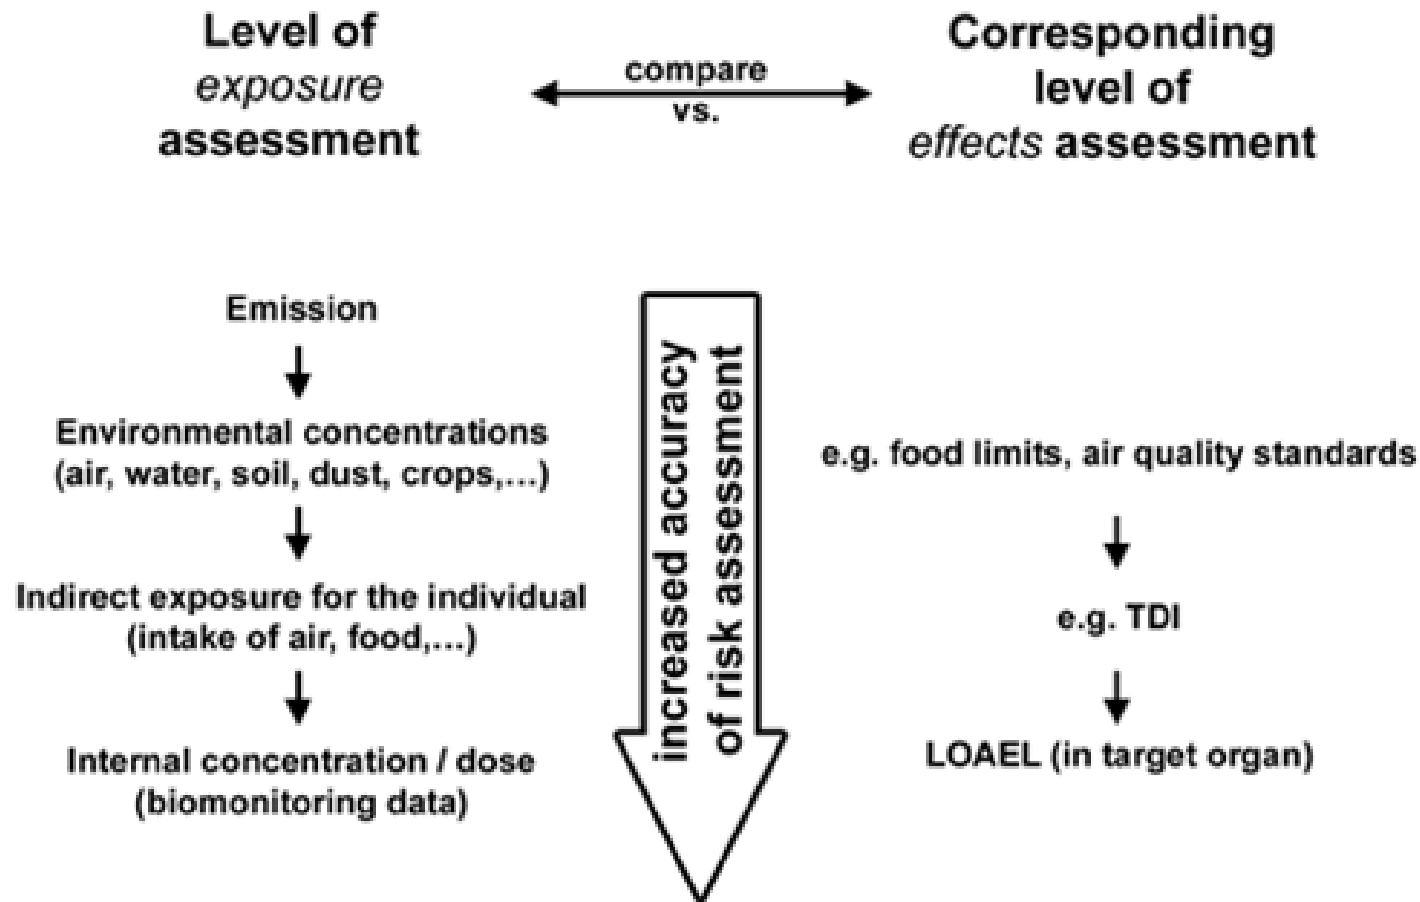 Level of
exposure
assessment
compare
vs.
Corresponding
level of
effects assessment
Emission
Environmental concentrations
(air, water, soil, dust, crops,...)
Indirect exposure for the individual
(intake of air, food,...)
Internal concentration / dose
(biomonitoring data)
increased accuracy
of risk assessment
e.g. food limits, air quality standards
e.g. TDI
LOAEL (in target organ)